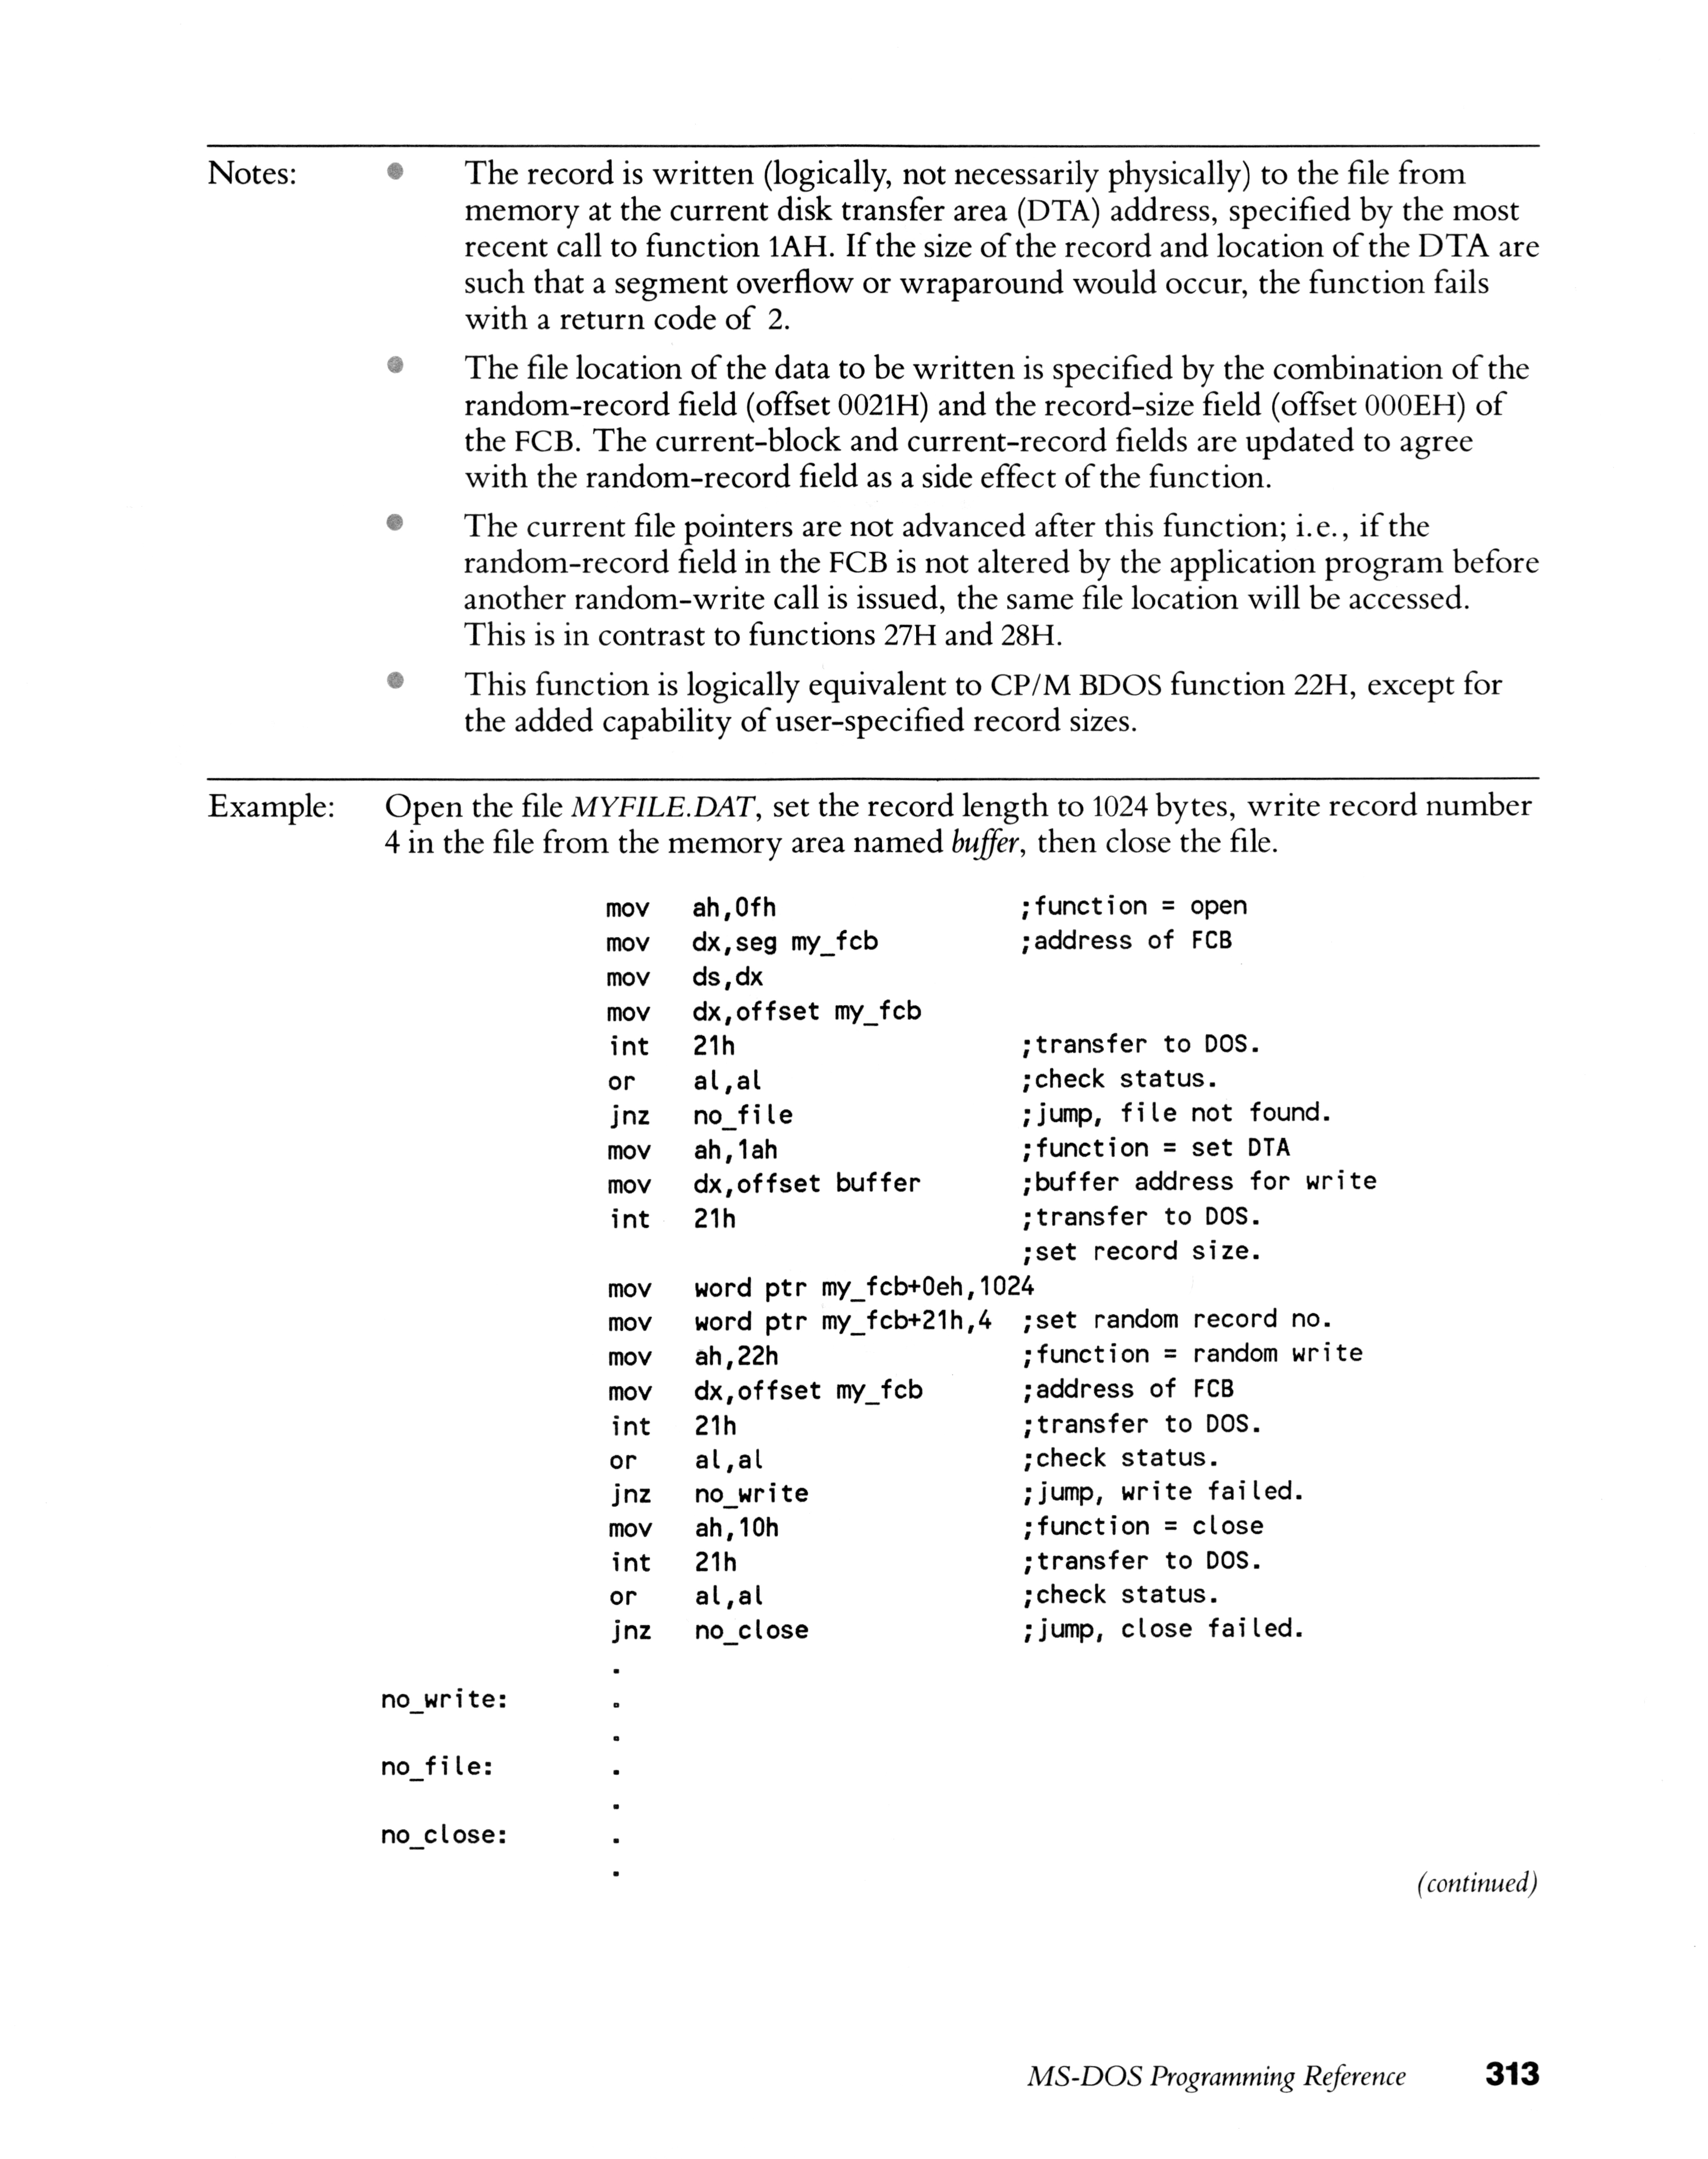 Notes: • The record is written (logically, not necessarily physically) to the file from
memory at the current disk transfer area (DTA) address, specified by the most
recent call to function 1AH. If the size of the record and location of the DTA are
such that a segment overflow or wraparound would occur, the function fails
with a return code of 2.
• The file location of the data to be written is specified by the combination of the
random-record field (offset 0021H) and the record-size field (offset 000EH) of
the FCB. The current-block and current-record fields are updated to agree
with the random-record field as a side effect of the function.
• The current file pointers are not advanced after this function; i.e., if the
random-record field in the FCB is not altered by the application program before
another random-write call is issued, the same file location will be accessed.
This is in contrast to functions 27H and 28H.
• This function is logically equivalent to CP/M BDOS function 22H, except for
the added capability of user-specified record sizes.
Example: Open the file MYFILE.DAT, set the record length to 1024 bytes, write record number
4 in the file from the memory area named buffer, then close the file.
mov ah,0fh ;function = open
mov dx,seg my_fcb ;address of FCB
mov ds,dx
mov dx,offset my_fcb
int 21h ;transfer to DOS.
or al,al ;check status.
jnz no_file ;jump, file not found.
mov ah,1ah ;function = set DTA
mov dx,offset buffer ;buffer address for write
int 21h ;transfer to DOS.
;set record size.
mov word ptr my_fcb+0eh,1024
mov word ptr my_fcb+21h,4 ;set random record no.
mov ah,22h ;function = random write
mov dx,offset my_fcb ;address of FCB
int 21h ;transfer to DOS.
or al,al ;check status.
jnz no_write ;jump, write failed.
mov ah,10h ;function = close
int 21h ;transfer to DOS.
or al,al ;check status.
jnz no_close ;jump, close failed.
.
no_write: .
.
no_file: .
.
no_close: .
.
(continued)
MS-DOS Programming Reference 313